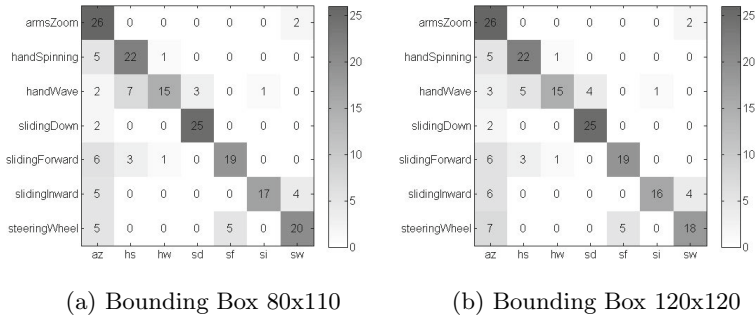 armsZoom 26 0 0 0 0 0 2
handSpinning 5 22 1 0 0 0 0
handWave 2 7 15 3 0 1 0
slidingDown 2 0 0 25 0 0 0
slidingForward 6 3 1 0 19 0 0
slidingInward 5 0 0 0 0 17 4
steeringWheel 5 0 0 0 5 0 20
az hs hw sd sf si sw
25
20
15
10
5
0
(a) Bounding Box 80x110
armsZoom 26 0 0 0 0 0 2
handSpinning 5 22 1 0 0 0 0
handWave 3 5 15 4 0 1 0
slidingDown 2 0 0 25 0 0 0
slidingForward 6 3 1 0 19 0 0
slidingInward 6 0 0 0 0 16 4
steeringWheel 7 0 0 0 5 0 18
az hs hw sd sf si sw
25
20
15
10
5
0
(b) Bounding Box 120x120